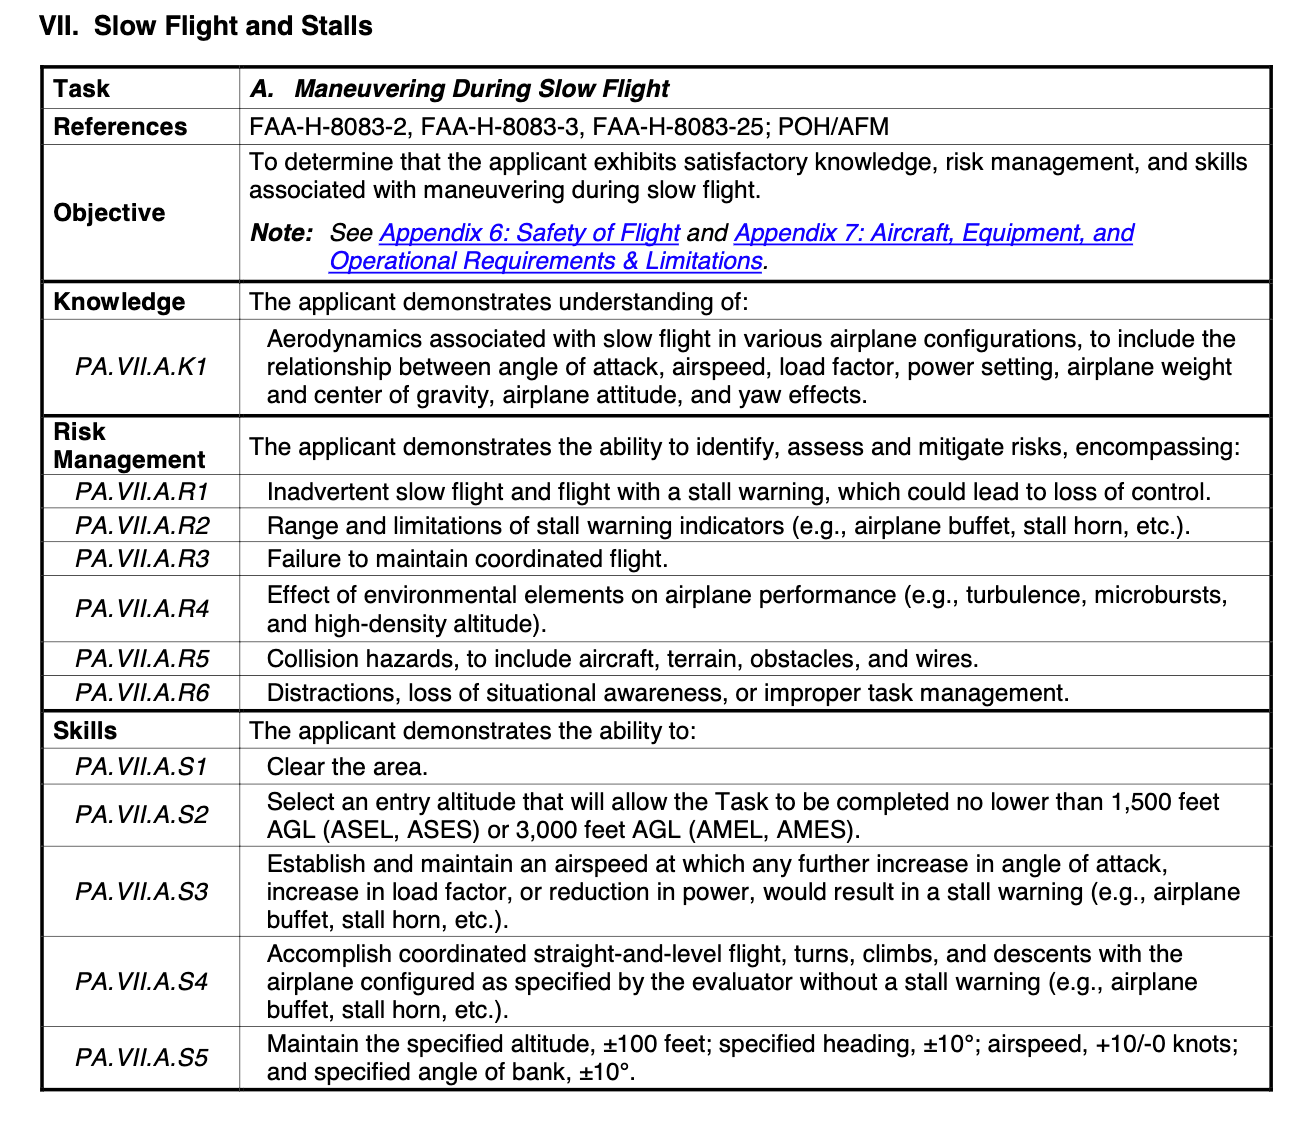 VII. Slow Flight and Stalls
Task
A. Maneuvering During Slow Flight
References
FAA-H-8083-2, FAA-H-8083-3, FAA-H-8083-25; POH/AFM
Objective
To determine that the applicant exhibits satisfactory knowledge, risk management, and skills
associated with maneuvering during slow flight.
Note: See Appendix 6: Safety of Flight and Appendix 7: Aircraft, Equipment, and
Operational Requirements & Limitations.
Knowledge
The applicant demonstrates understanding of:
PA.VII.A.K1
Aerodynamics associated with slow flight in various airplane configurations, to include the
relationship between angle of attack, airspeed, load factor, power setting, airplane weight
and center of gravity, airplane attitude, and yaw effects.
Risk
Management
The applicant demonstrates the ability to identify, assess and mitigate risks, encompassing:
PA.VII.A.R1
Inadvertent slow flight and flight with a stall warning, which could lead to loss of control.
PA.VII.A.R2
Range and limitations of stall warning indicators (e.g., airplane buffet, stall horn, etc.).
PA.VII.A.R3
Failure to maintain coordinated flight.
PA.VII.A.R4
Effect of environmental elements on airplane performance (e.g., turbulence, microbursts,
and high-density altitude).
PA.VII.A.R5
Collision hazards, to include aircraft, terrain, obstacles, and wires.
PA.VII.A.R6
Distractions, loss of situational awareness, or improper task management.
Skills
The applicant demonstrates the ability to:
PA.VII.A.S1
Clear the area.
PA.VII.A.S2
Select an entry altitude that will allow the Task to be completed no lower than 1,500 feet
AGL (ASEL, ASES) or 3,000 feet AGL (AMEL, AMES).
PA.VII.A.S3
Establish and maintain an airspeed at which any further increase in angle of attack,
increase in load factor, or reduction in power, would result in a stall warning (e.g., airplane
buffet, stall horn, etc.).
PA.VII.A.S4
Accomplish coordinated straight-and-level flight, turns, climbs, and descents with the
airplane configured as specified by the evaluator without a stall warning (e.g., airplane
buffet, stall horn, etc.).
PA.VII.A.S5
Maintain the specified altitude, ±100 feet; specified heading, ±10°; airspeed, +10/-0 knots;
and specified angle of bank, ±10°.